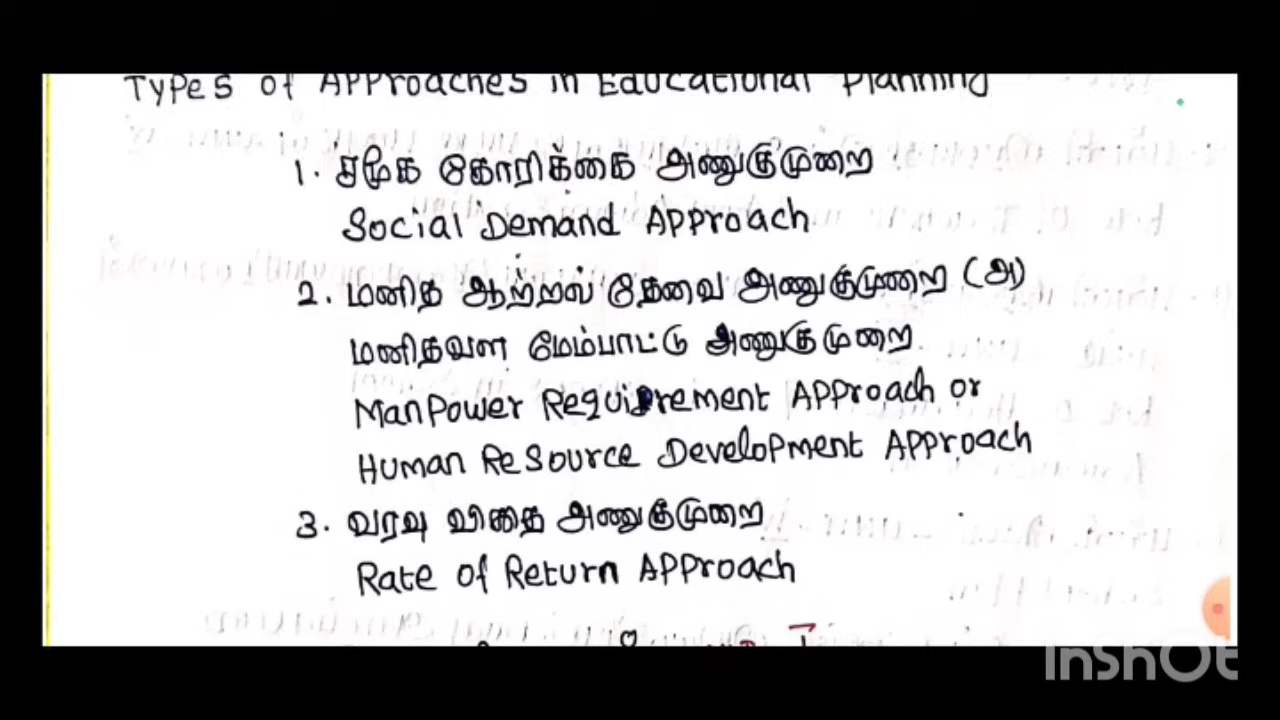 Types of Approaches in Educational Planning
1. சமூக கோரிக்கை அணுகுமுறை
Social Demand Approach
2. மனித ஆற்றல் தேவை அணுகுமுறை (அ)
மனிதவள மேம்பாட்டு அணுகுமுறை
Manpower Requirement Approach or
Human Resource Development Approach
3. வரவு விதை அணுகுமுறை
Rate of Return Approach
InShOt